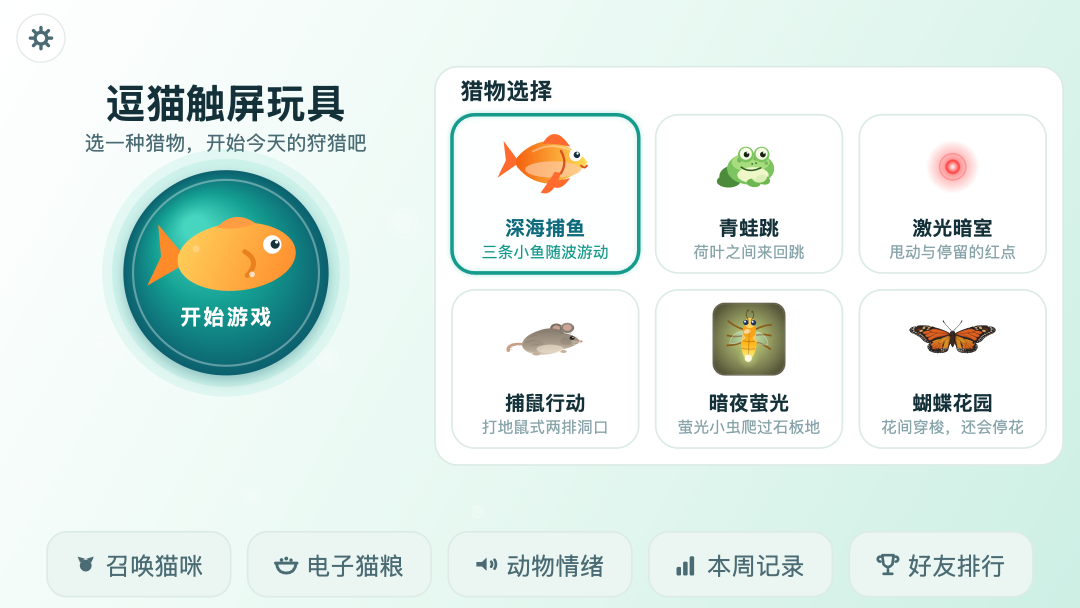 逗猫触屏玩具
选一种猎物，开始今天的狩猎吧
开始游戏
猎物选择
深海捕鱼
三条小鱼随波游动
青蛙跳
荷叶之间来回跳
激光暗室
甩动与停留的红点
捕鼠行动
打地鼠式两排洞口
暗夜萤光
萤光小虫爬过石板地
蝴蝶花园
花间穿梭，还会停花
召唤猫咪
电子猫粮
动物情绪
本周记录
好友排行